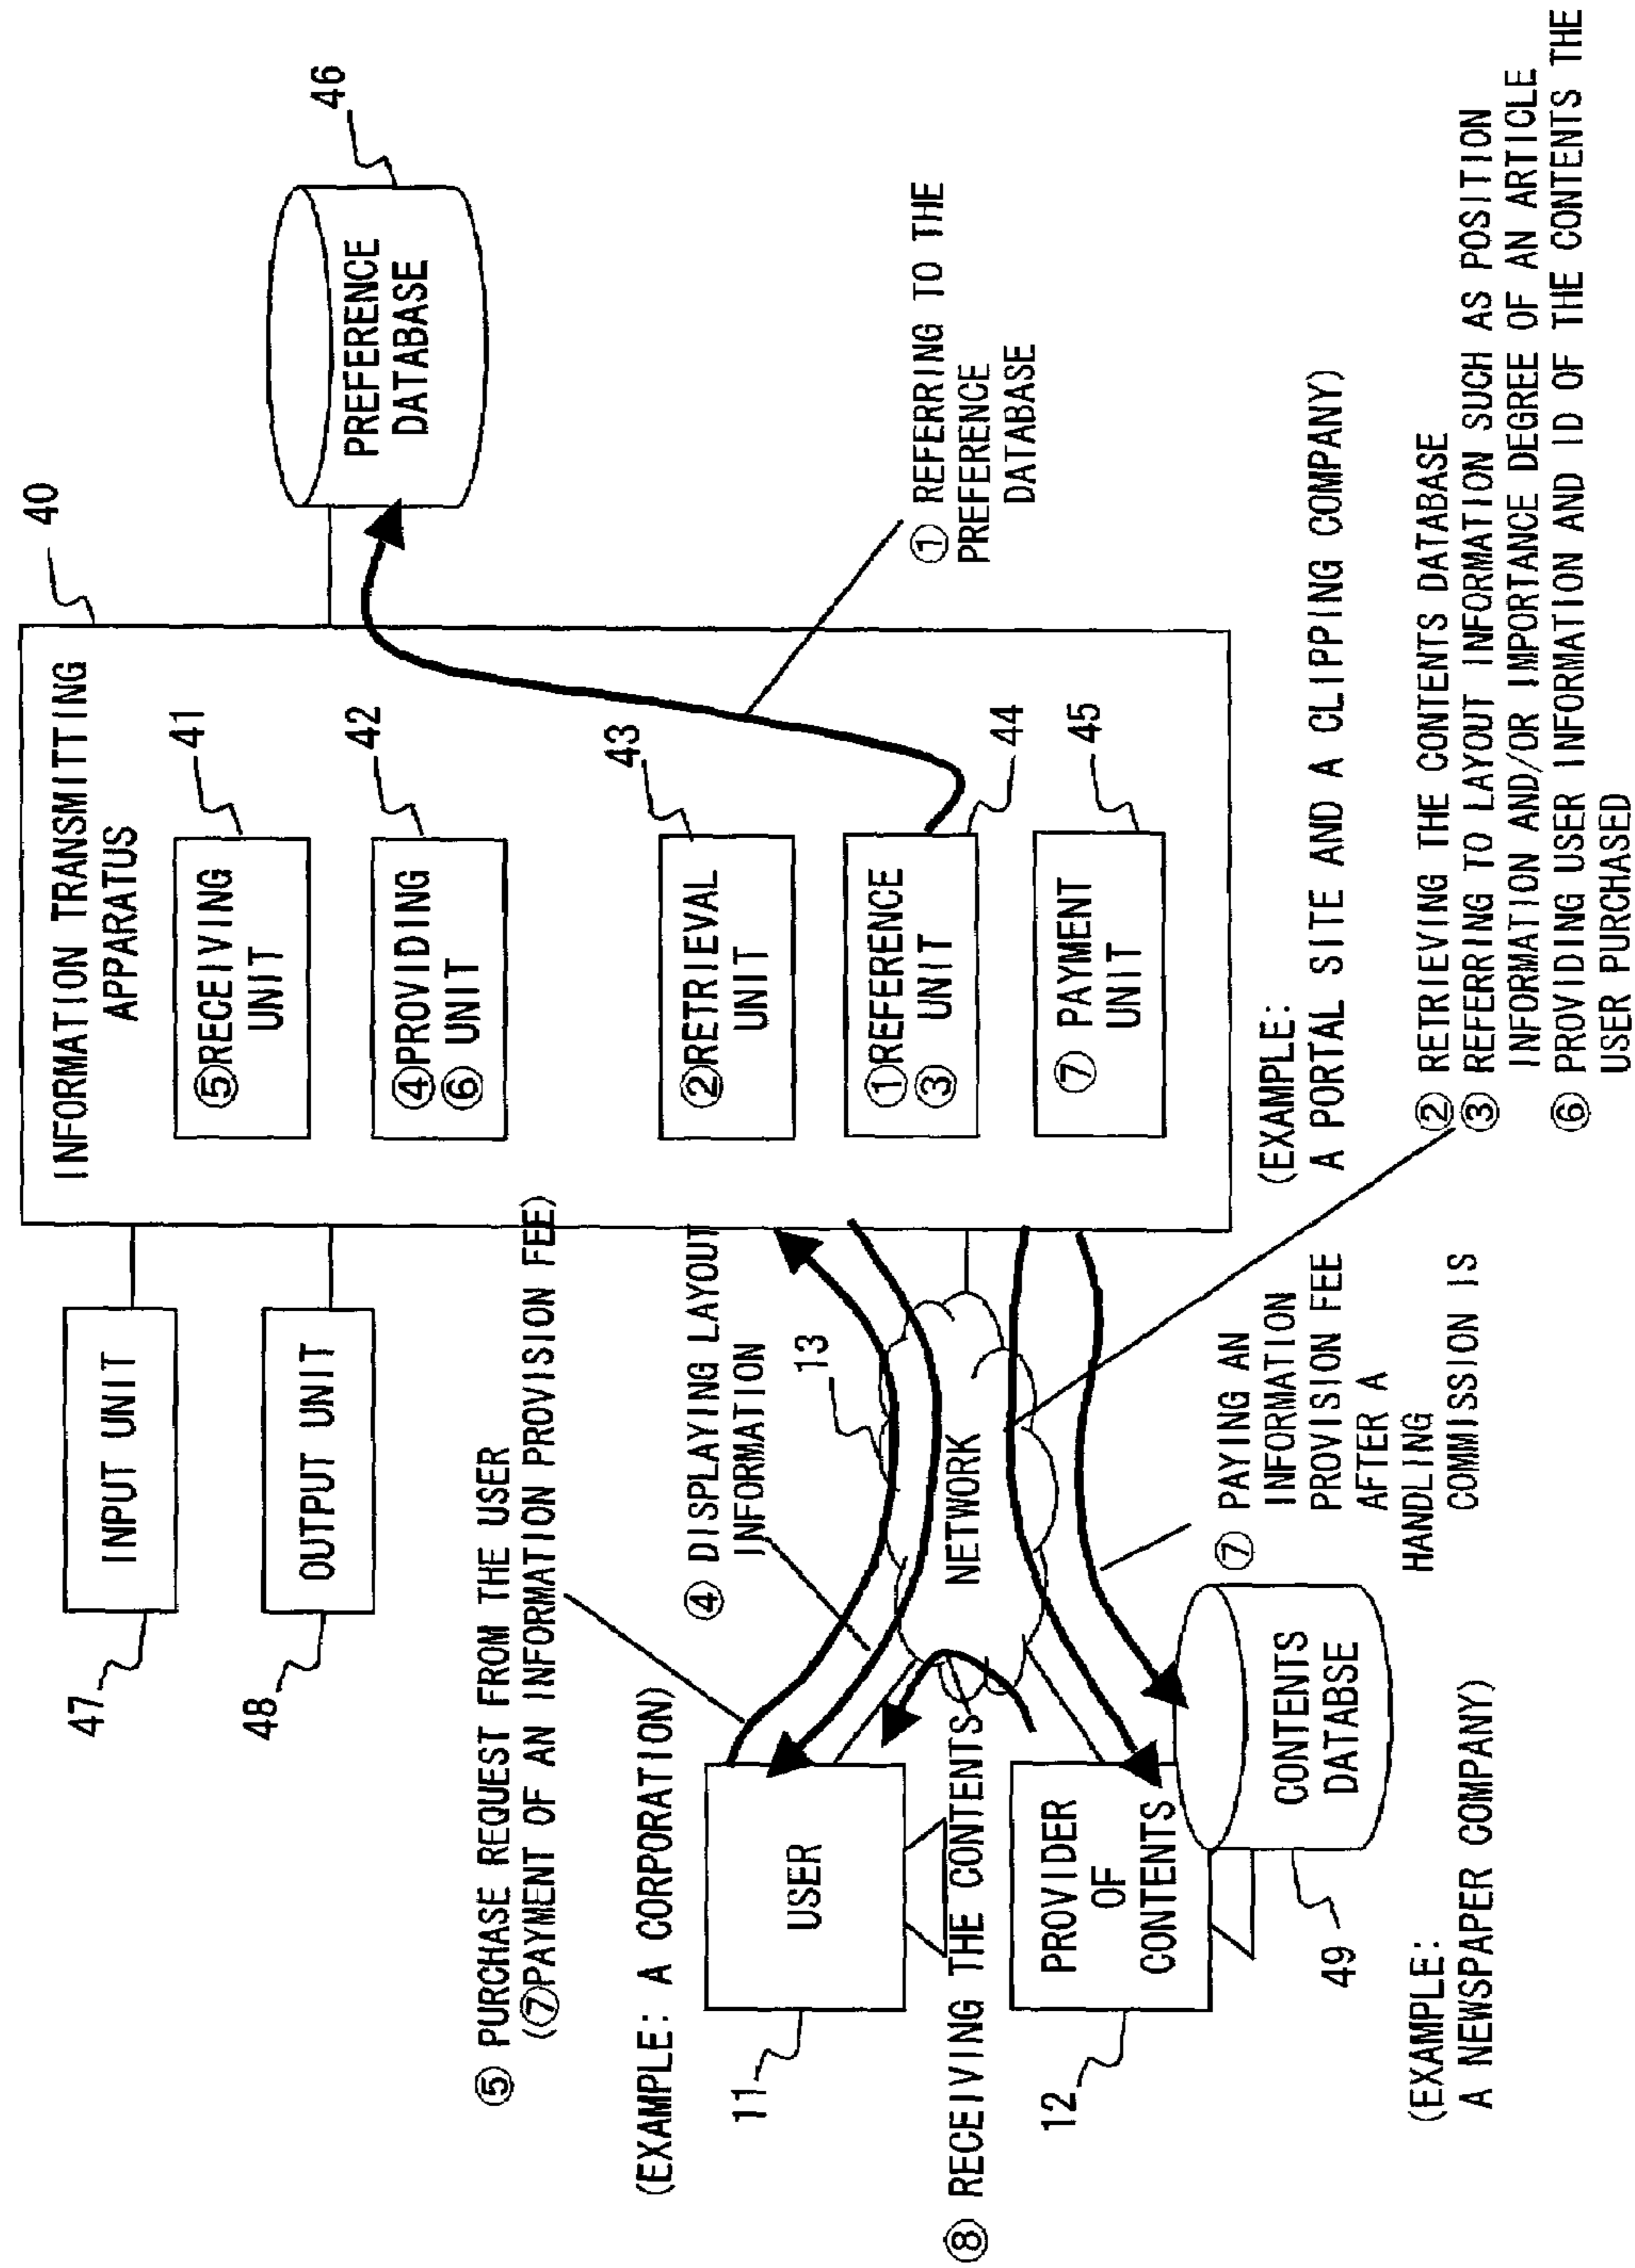 47
INPUT UNIT
48
OUTPUT UNIT
INFORMATION TRANSMITTING
APPARATUS
40
⑤RECEIVING
UNIT
41
④PROVIDING
⑥ UNIT
42
②RETRIEVAL
UNIT
43
①REFERENCE
③ UNIT
44
⑦ PAYMENT
UNIT
45
PREFERENCE
DATABASE
46
① REFERRING TO THE
PREFERENCE
DATABASE
(EXAMPLE:
A PORTAL SITE AND A CLIPPING COMPANY)
⑤ PURCHASE REQUEST FROM THE USER
(⑦PAYMENT OF AN INFORMATION PROVISION FEE)
(EXAMPLE: A CORPORATION)
④ DISPLAYING LAYOUT
INFORMATION
13
NETWORK
11
USER
⑧ RECEIVING THE CONTENTS
12
PROVIDER
OF
CONTENTS
CONTENTS
DATABSE
49
(EXAMPLE:
A NEWSPAPER COMPANY)
⑦ PAYING AN
INFORMATION
PROVISION FEE
AFTER A
HANDLING
COMMISSION IS
② RETRIEVING THE CONTENTS DATABASE
③ REFERRING TO LAYOUT INFORMATION SUCH AS POSITION
INFORMATION AND/OR IMPORTANCE DEGREE OF AN ARTICLE
⑥ PROVIDING USER INFORMATION AND ID OF THE CONTENTS THE
USER PURCHASED